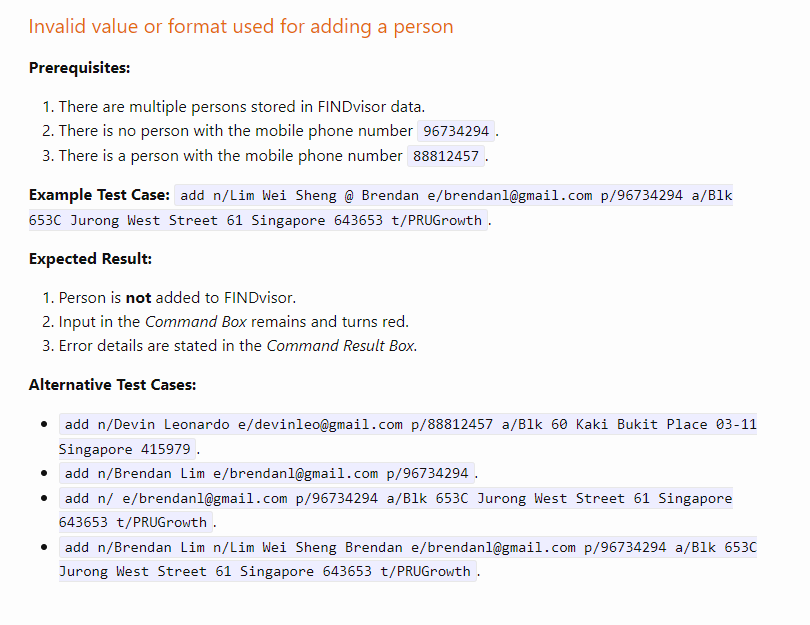 Invalid value or format used for adding a person
Prerequisites:
1. There are multiple persons stored in FINDvisor data.
2. There is no person with the mobile phone number 96734294 .
3. There is a person with the mobile phone number 88812457 .
Example Test Case: add n/Lim Wei Sheng @ Brendan e/brendanl@gmail.com p/96734294 a/Blk
653C Jurong West Street 61 Singapore 643653 t/PRUGrowth .
Expected Result:
1. Person is not added to FINDvisor.
2. Input in the Command Box remains and turns red.
3. Error details are stated in the Command Result Box.
Alternative Test Cases:
• add n/Devin Leonardo e/devinleo@gmail.com p/88812457 a/Blk 60 Kaki Bukit Place 03-11
Singapore 415979 .
• add n/Brendan Lim e/brendanl@gmail.com p/96734294 .
• add n/ e/brendanl@gmail.com p/96734294 a/Blk 653C Jurong West Street 61 Singapore
643653 t/PRUGrowth .
• add n/Brendan Lim n/Lim Wei Sheng Brendan e/brendanl@gmail.com p/96734294 a/Blk 653C
Jurong West Street 61 Singapore 643653 t/PRUGrowth .